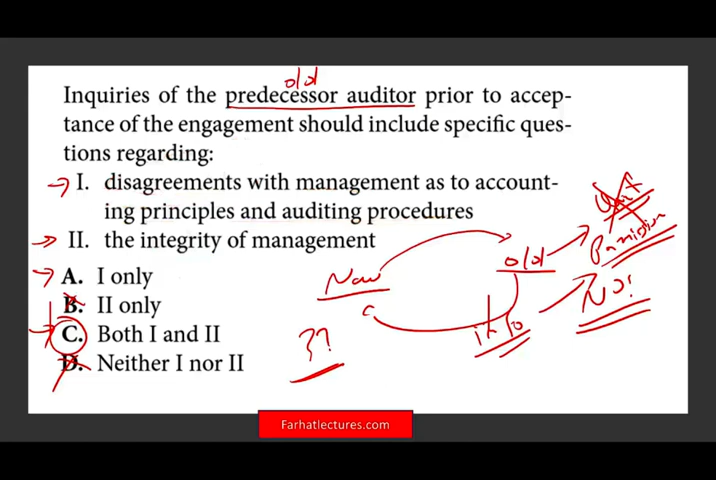 old
Inquiries of the predecessor auditor prior to accep-
tance of the engagement should include specific ques-
tions regarding:
I. disagreements with management as to account-
ing principles and auditing procedures
II. the integrity of management
A. I only
B. II only
C. Both I and II
D. Neither I nor II
old
info
No!
??
Farhatlectures.com